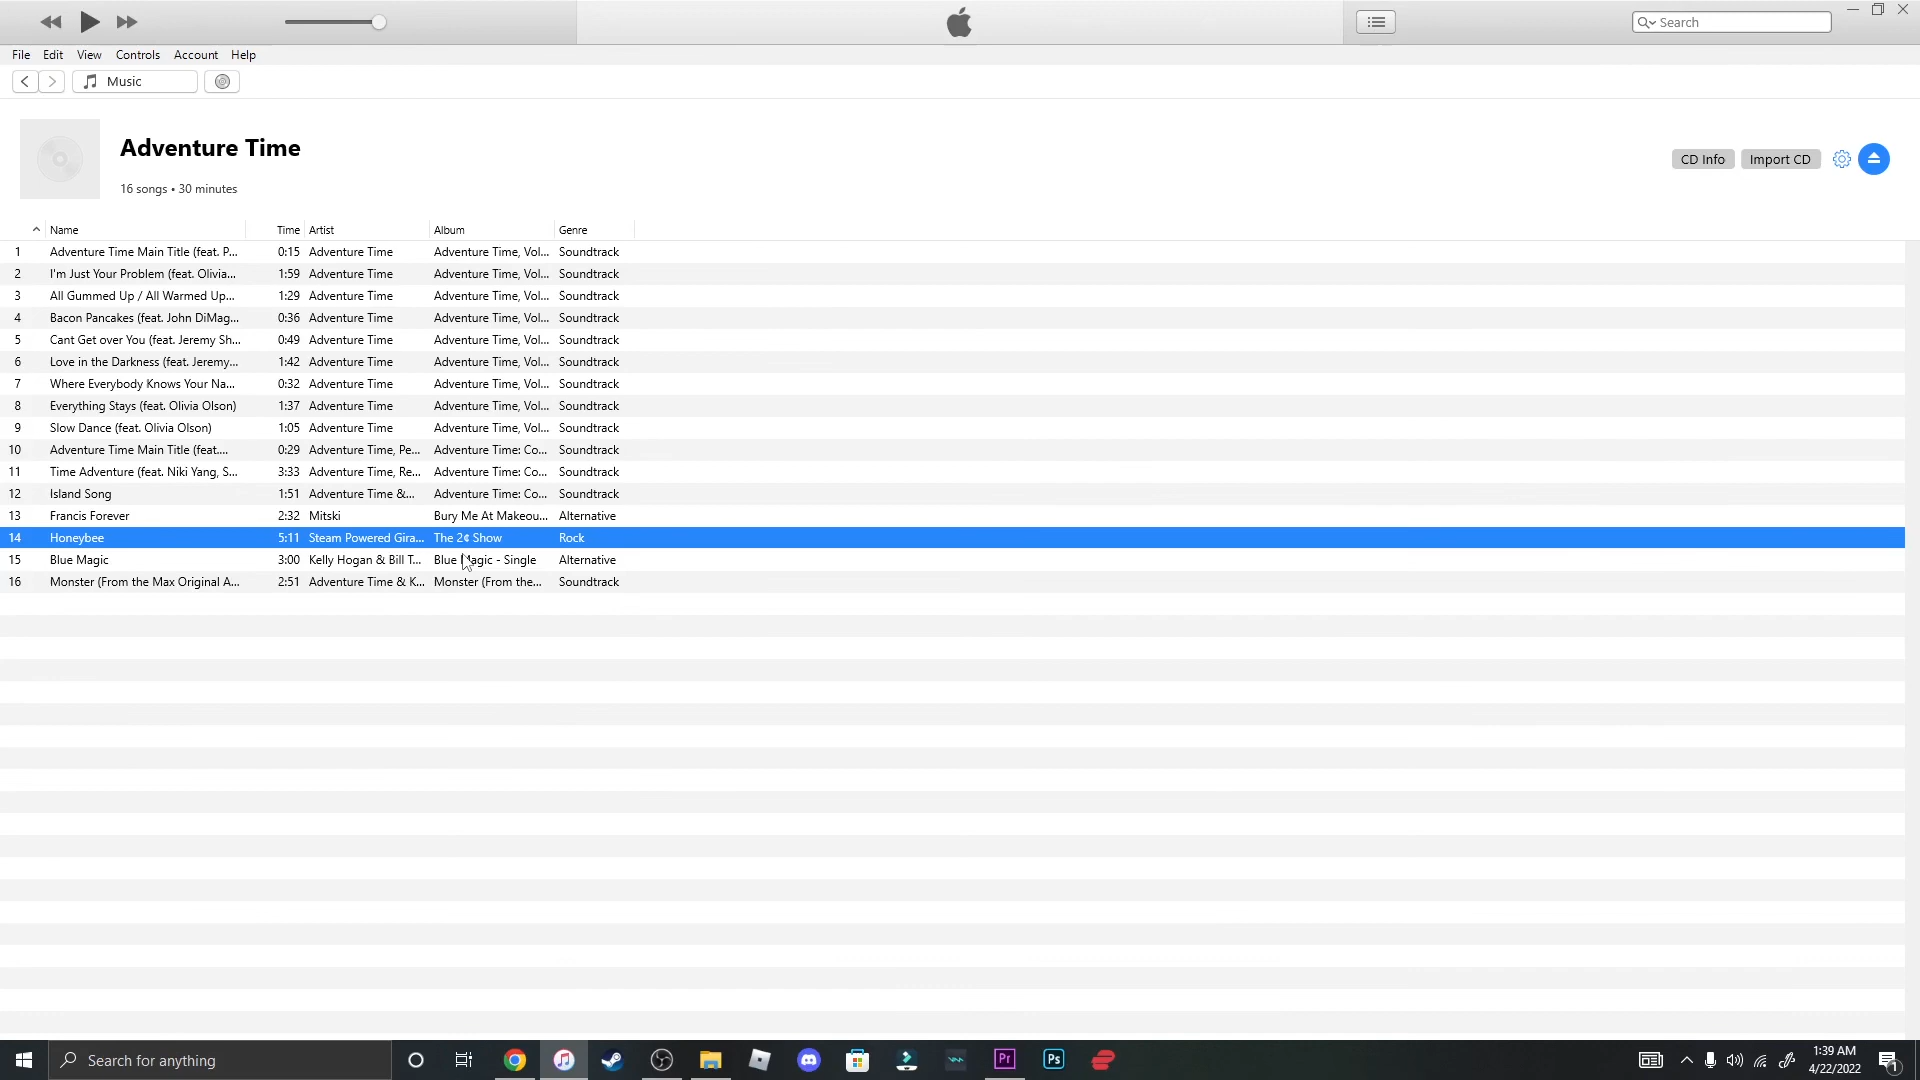 Search
File Edit View Controls Account Help
Music
Adventure Time
CD Info Import CD
16 songs • 30 minutes
Name Time Artist Album Genre
1 Adventure Time Main Title (feat. P... 0:15 Adventure Time Adventure Time, Vol... Soundtrack
2 I'm Just Your Problem (feat. Olivia... 1:59 Adventure Time Adventure Time, Vol... Soundtrack
3 All Gummed Up / All Warmed Up... 1:29 Adventure Time Adventure Time, Vol... Soundtrack
4 Bacon Pancakes (feat. John DiMag... 0:36 Adventure Time Adventure Time, Vol... Soundtrack
5 Cant Get over You (feat. Jeremy Sh... 0:49 Adventure Time Adventure Time, Vol... Soundtrack
6 Love in the Darkness (feat. Jeremy... 1:42 Adventure Time Adventure Time, Vol... Soundtrack
7 Where Everybody Knows Your Na... 0:32 Adventure Time Adventure Time, Vol... Soundtrack
8 Everything Stays (feat. Olivia Olson) 1:37 Adventure Time Adventure Time, Vol... Soundtrack
9 Slow Dance (feat. Olivia Olson) 1:05 Adventure Time Adventure Time, Vol... Soundtrack
10 Adventure Time Main Title (feat.... 0:29 Adventure Time, Pe... Adventure Time: Co... Soundtrack
11 Time Adventure (feat. Niki Yang, S... 3:33 Adventure Time, Re... Adventure Time: Co... Soundtrack
12 Island Song 1:51 Adventure Time &... Adventure Time: Co... Soundtrack
13 Francis Forever 2:32 Mitski Bury Me At Makeou... Alternative
14 Honeybee 5:11 Steam Powered Gira... The 2¢ Show Rock
15 Blue Magic 3:00 Kelly Hogan & Bill T... Blue Magic - Single Alternative
16 Monster (From the Max Original A... 2:51 Adventure Time & K... Monster (From the... Soundtrack
Search for anything
Pr
Ps
1:39 AM
4/22/2022
1